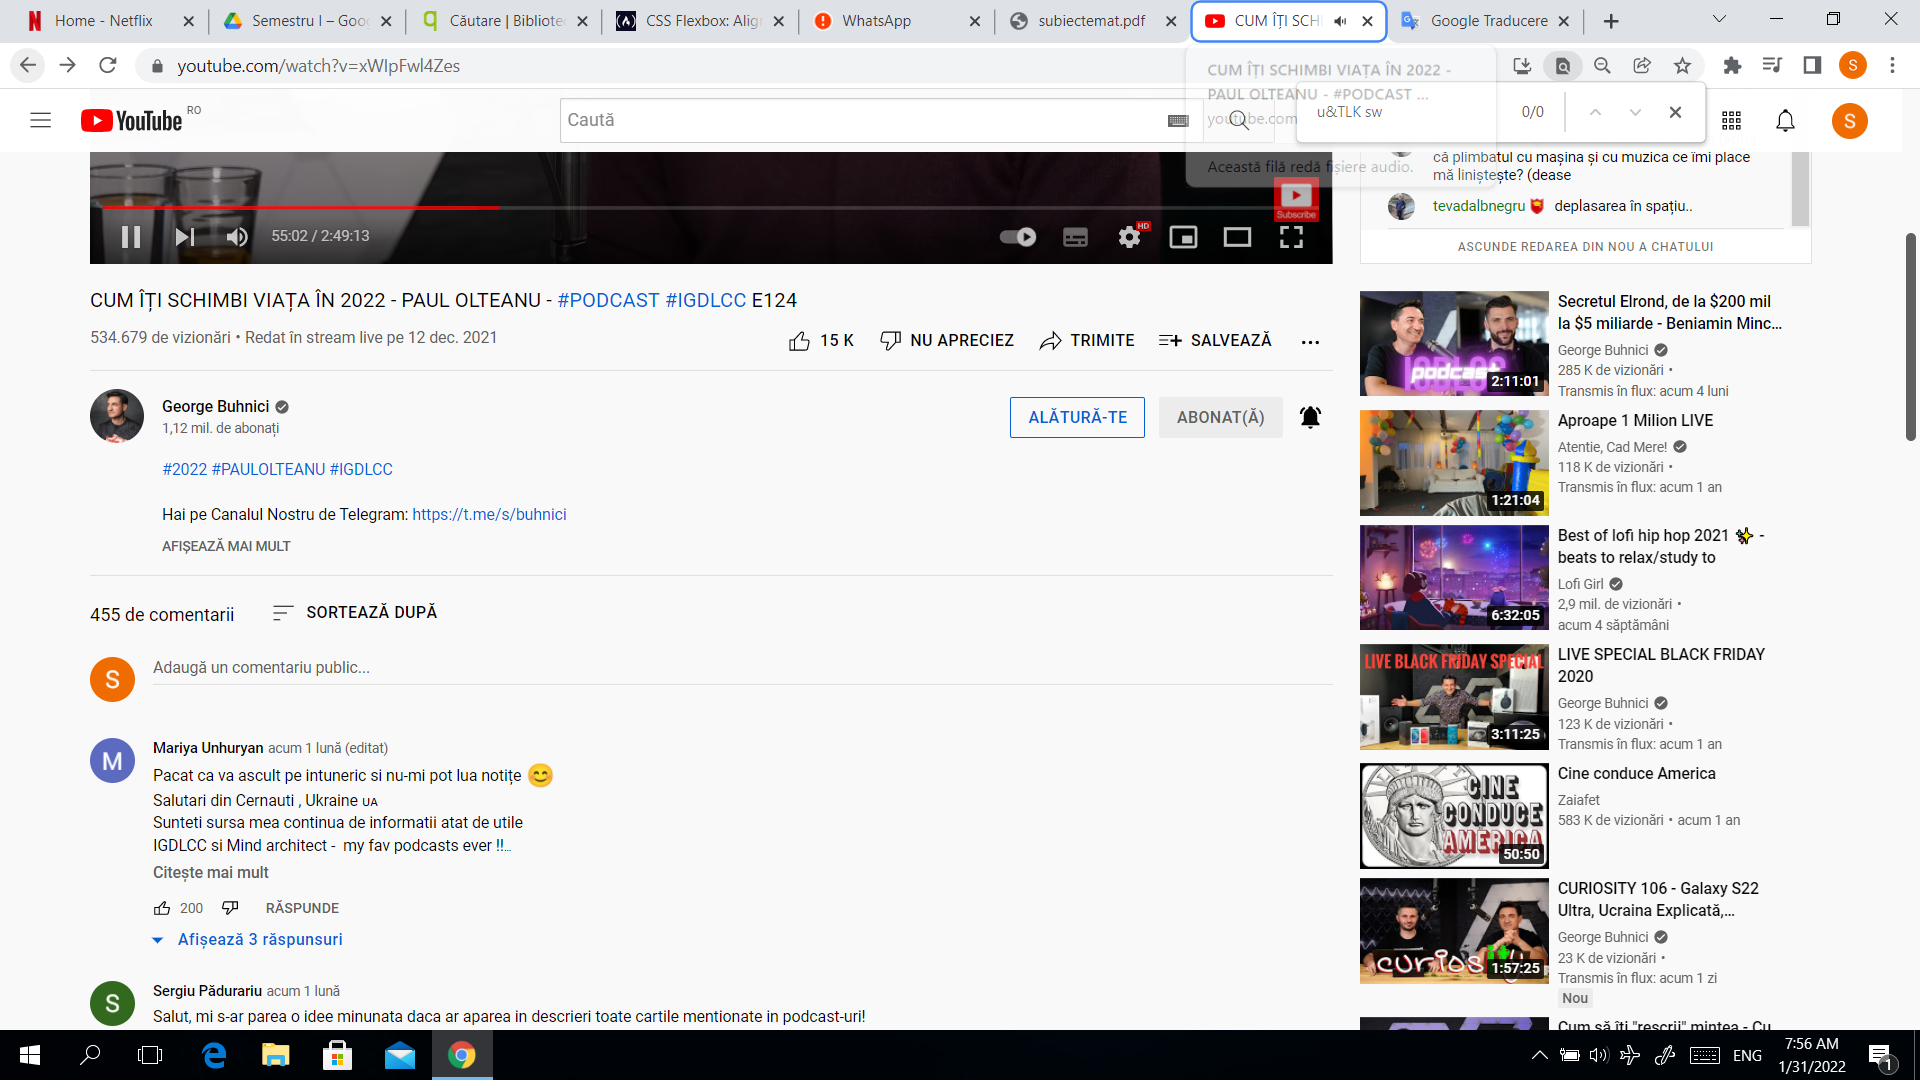 Home - Netflix
Semestru I – Goo
Căutare | Bibliote
CSS Flexbox: Alig
WhatsApp
subiectemat.pdf
CUM ÎȚI SCHI
Google Traducere
youtube.com/watch?v=xWIpFwl4Zes
S
CUM ÎȚI SCHIMBI VIAȚA ÎN 2022 -
PAUL OLTEANU - #PODCAST ...
youtube.com
Această filă redă fișiere audio.
u&TLK sw
0/0
YouTube RO
Caută
S
că plimbatul cu mașina și cu muzica ce îmi place
mă liniștește? (dease
tevadalbnegru deplasarea în spațiu..
ASCUNDE REDAREA DIN NOU A CHATULUI
Subscribe
55:02 / 2:49:13
HD
CUM ÎȚI SCHIMBI VIAȚA ÎN 2022 - PAUL OLTEANU - #PODCAST #IGDLCC E124
534.679 de vizionări • Redat în stream live pe 12 dec. 2021
15 K
NU APRECIEZ
TRIMITE
SALVEAZĂ
George Buhnici
1,12 mil. de abonați
ALĂTURĂ-TE
ABONAT(Ă)
#2022 #PAULOLTEANU #IGDLCC
Hai pe Canalul Nostru de Telegram: https://t.me/s/buhnici
AFIȘEAZĂ MAI MULT
455 de comentarii
SORTEAZĂ DUPĂ
S
Adaugă un comentariu public...
M
Mariya Unhuryan acum 1 lună (editat)
Pacat ca va ascult pe intuneric si nu-mi pot lua notițe 😊
Salutari din Cernauti , Ukraine UA
Sunteti sursa mea continua de informatii atat de utile
IGDLCC si Mind architect - my fav podcasts ever !!...
Citește mai mult
200
RĂSPUNDE
Afișează 3 răspunsuri
S
Sergiu Pădurariu acum 1 lună
Salut, mi s-ar parea o idee minunata daca ar aparea in descrieri toate cartile mentionate in podcast-uri!
podcast
2:11:01
Secretul Elrond, de la $200 mil
la $5 miliarde - Beniamin Minc...
George Buhnici
285 K de vizionări •
Transmis în flux: acum 4 luni
1:21:04
Aproape 1 Milion LIVE
Atentie, Cad Mere!
118 K de vizionări •
Transmis în flux: acum 1 an
6:32:05
Best of lofi hip hop 2021 ✨ -
beats to relax/study to
Lofi Girl
2,9 mil. de vizionări •
acum 4 săptămâni
LIVE BLACK FRIDAY SPECIAL
3:11:25
LIVE SPECIAL BLACK FRIDAY
2020
George Buhnici
123 K de vizionări •
Transmis în flux: acum 1 an
CINE
CONDUCE
AMERICA
50:50
Cine conduce America
Zaiafet
583 K de vizionări • acum 1 an
1:57:25
CURIOSITY 106 - Galaxy S22
Ultra, Ucraina Explicată,...
George Buhnici
23 K de vizionări •
Transmis în flux: acum 1 zi
Nou
Cum să îți "rescrii" mintea - Cu
ENG
7:56 AM
1/31/2022
1